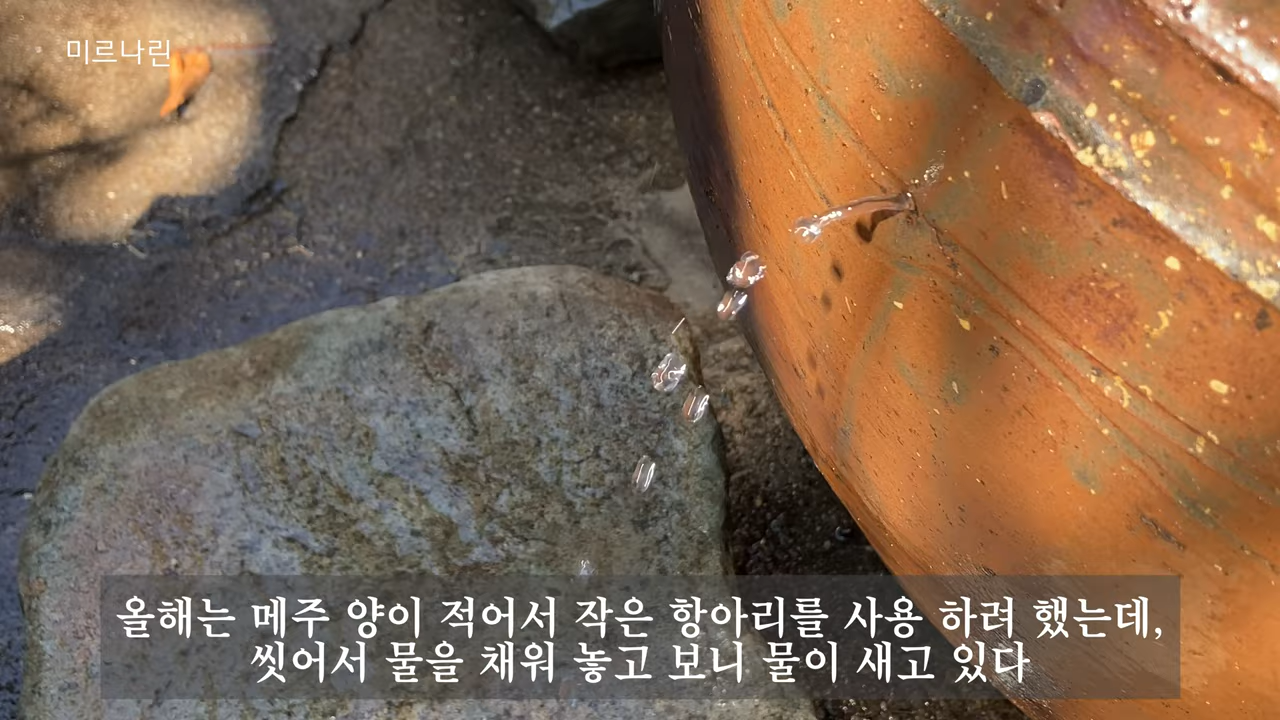 미르나린
올해는 메주 양이 적어서 작은 항아리를 사용 하려 했는데,
씻어서 물을 채워 놓고 보니 물이 새고 있다